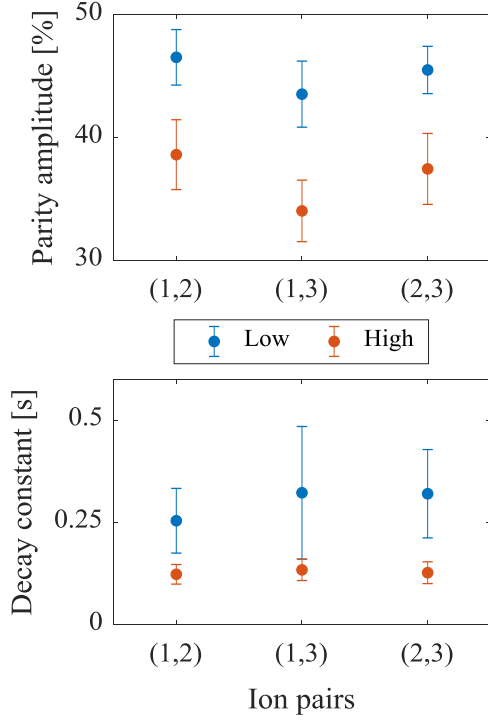 Parity amplitude [%]
50
40
30
(1,2) (1,3) (2,3)
Low High
Decay constant [s]
0.5
0.25
0
(1,2) (1,3) (2,3)
Ion pairs